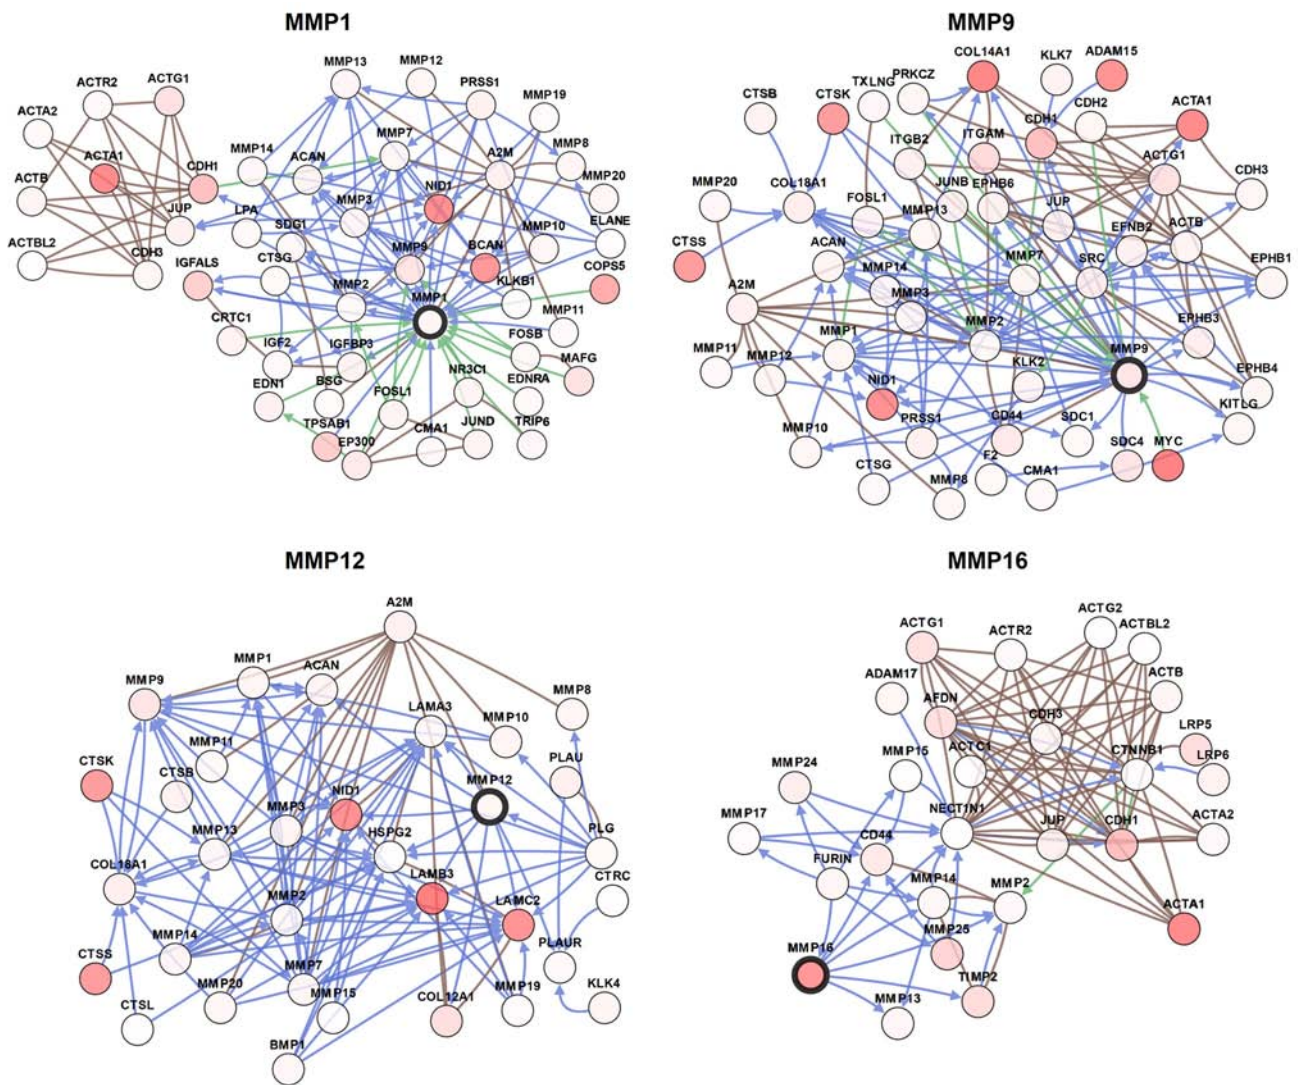 MMP1
MMP13
MMP12
PRSS1
MMP19
ACTR2
ACTG1
ACTA2
ACTA1
ACTB
CDH1
JUP
ACTBL2
CDH3
MMP14
ACAN
MMP7
A2M
MMP8
NID1
MMP20
MMP3
LPA
SDG1
ELANE
MMP10
MMP9
BCAN
CTSG
IGFALS
KLKB1
COPS5
MMP2
MMP1
MMP11
CRTC1
FOSB
IGF2
IGFBP3
MAFG
NR3C1
EDNRA
EDN1
BSG
FOSL1
TPSAB1
TRIP6
JUND
CMA1
EP300
MMP9
COL14A1
KLK7
ADAM15
TXLNG
PRKCZ
CTSB
CTSK
CDH2
ACTA1
ITGB2
ITGAM
CDH1
ACTG1
CDH3
MMP20
COL18A1
FOSL1
JUNB
EPHB6
MMP13
JUP
EFNB2
ACTB
CTSS
ACAN
MMP14
MMP7
SRC
EPHB1
A2M
MMP3
MMP1
MMP2
EPHB3
MMP11
MMP12
KLK2
MMP9
EPHB4
NID1
KITLG
PRSS1
CD44
SDC1
MMP10
SDC4
MYC
CTSG
F2
CMA1
MMP8
MMP12
A2M
MMP9
MMP1
ACAN
MMP8
LAMA3
MMP10
MMP11
CTSK
CTSB
PLAU
MMP12
MMP3
NID1
MMP13
HSPG2
PLG
COL18A1
LAMB3
CTRC
MMP2
LAMC2
MMP14
CTSS
MMP7
PLAUR
MMP20
MMP15
COL12A1
MMP19
KLK4
CTSL
BMP1
MMP16
ACTG2
ACTG1
ACTR2
ACTBL2
ADAM17
AFDN
ACTB
CDH3
LRP5
MMP15
ACTC1
CTNNB1
LRP6
MMP24
MMP17
NECT1N1
JUP
CDH1
ACTA2
CD44
FURIN
MMP14
MMP2
ACTA1
MMP25
MMP16
TIMP2
MMP13